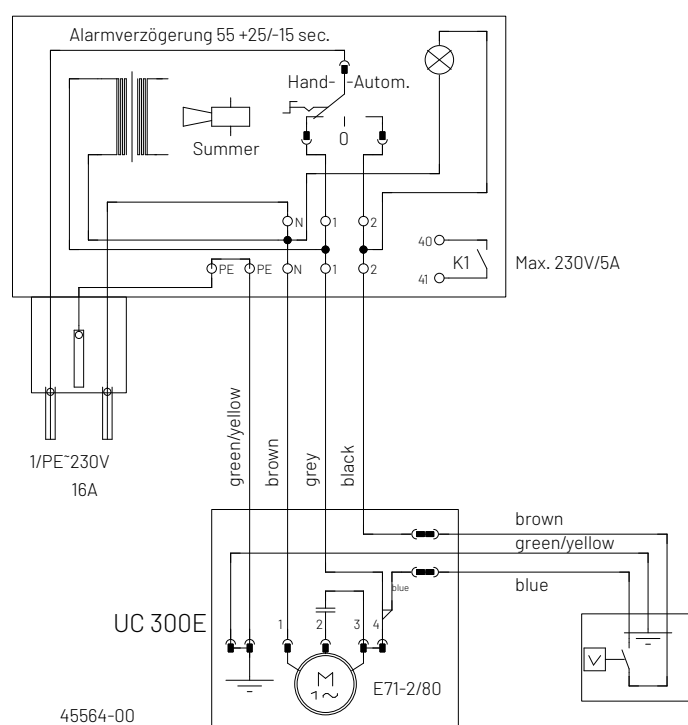 Alarmverzögerung 55 +25/-15 sec.
Hand- -Autom.
Summer
0
N
1
2
PE
PE
N
1
2
40
41
K1
Max. 230V/5A
1/PE~230V
16A
green/yellow
brown
grey
black
brown
green/yellow
blue
blue
UC 300E
1
2
3
4
M
1~
E71-2/80
45564-00